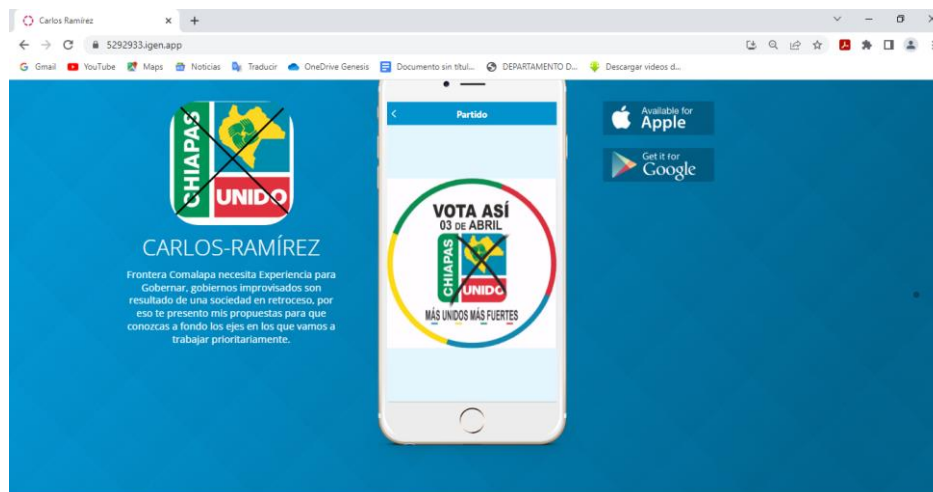 Carlos Ramírez
5292933.igen.app
Gmail YouTube Maps Noticias Traducir OneDrive Genesis Documento sin títul... DEPARTAMENTO D... Descargar videos d...
CHIAPAS
UNIDO
CARLOS-RAMÍREZ
Frontera Comalapa necesita Experiencia para
Gobernar, gobiernos improvisados son
resultado de una sociedad en retroceso, por
eso te presento mis propuestas para que
conozcas a fondo los ejes en los que vamos a
trabajar prioritariamente.
Partido
VOTA ASÍ
03 DE ABRIL
CHIAPAS
UNIDO
MÁS UNIDOS MÁS FUERTES
Available for
Apple
Get it for
Google